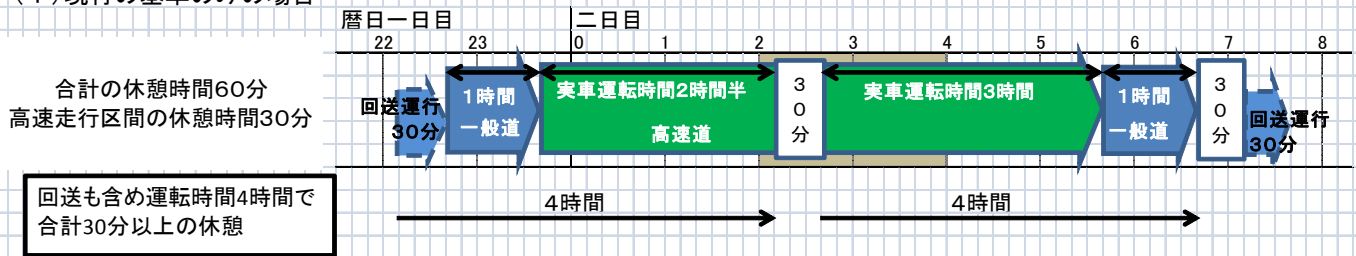 (1)現行の基準のみの場合
暦日一日目
二日目
22 23 0 1 2 3 4 5 6 7 8
合計の休憩時間60分
高速走行区間の休憩時間30分
回送運行
30分
1時間
一般道
実車運転時間2時間半
高速道
30分
実車運転時間3時間
1時間
一般道
30分
回送運行
30分
回送も含め運転時間4時間で
合計30分以上の休憩
4時間
4時間